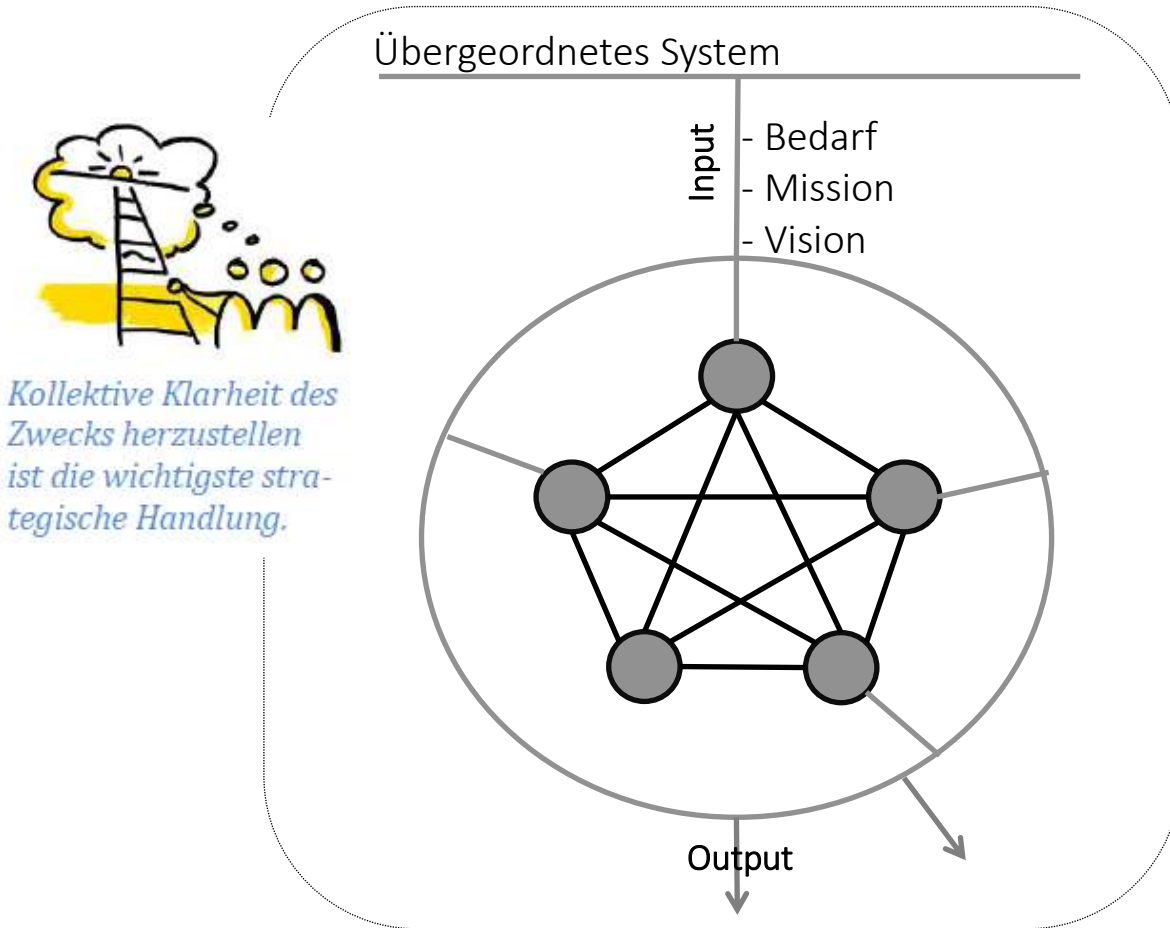 Übergeordnetes System
Input
- Bedarf
- Mission
- Vision
Kollektive Klarheit des
Zwecks herzustellen
ist die wichtigste stra-
tegische Handlung.
Output